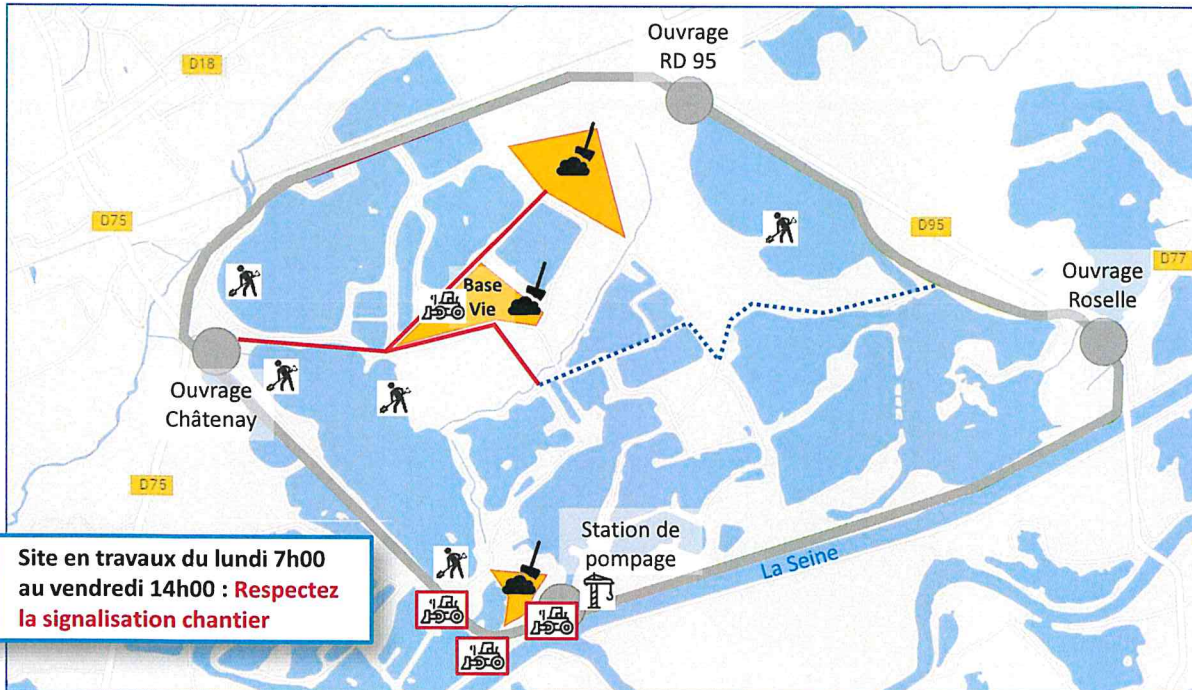 Ouvrage
RD 95
D18
D75
D95
D77
Ouvrage
Roselle
Base
Vie
Ouvrage
Châtenay
D75
Station de
pompage
La Seine
Site en travaux du lundi 7h00
au vendredi 14h00 : Respectez
la signalisation chantier